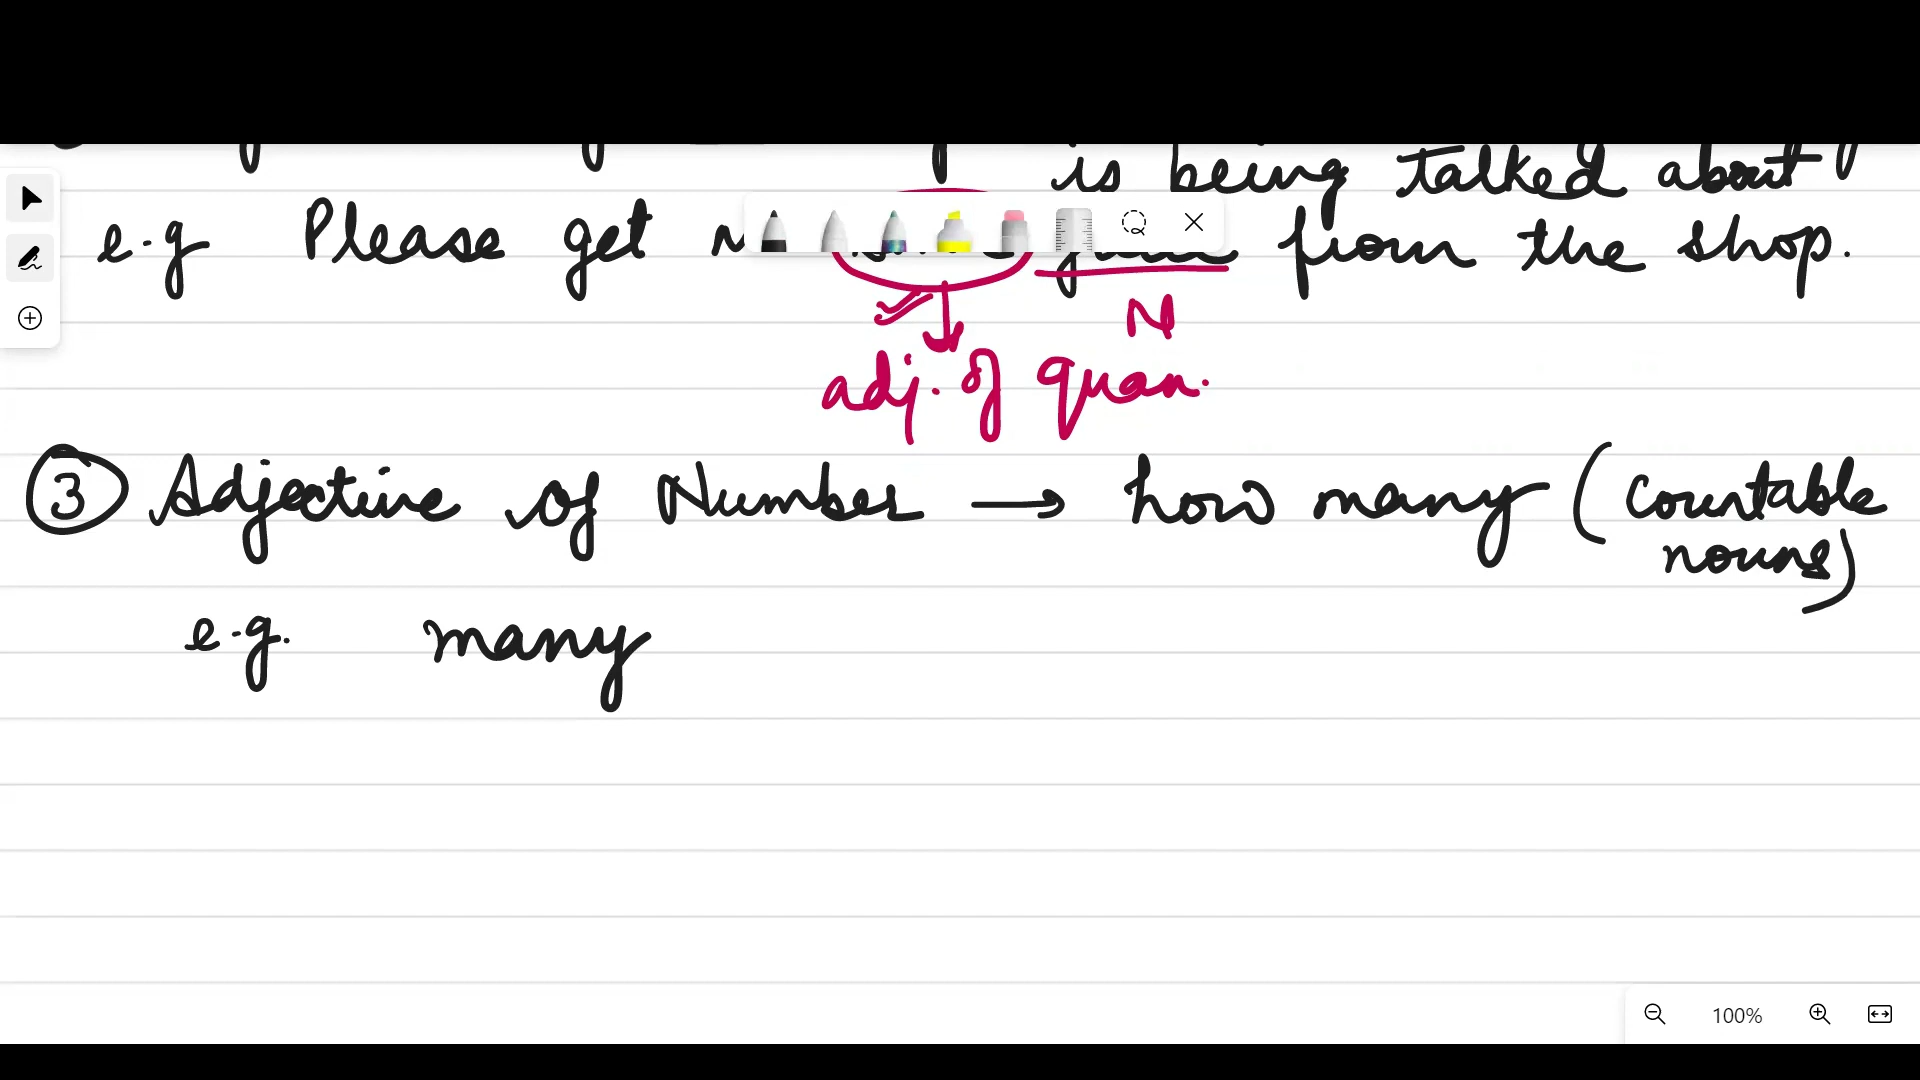 is being talked about
e.g Please get from the shop.
N
adj. of quan.
3 Adjective of Number → how many (countable
nouns)
e.g. many
100%